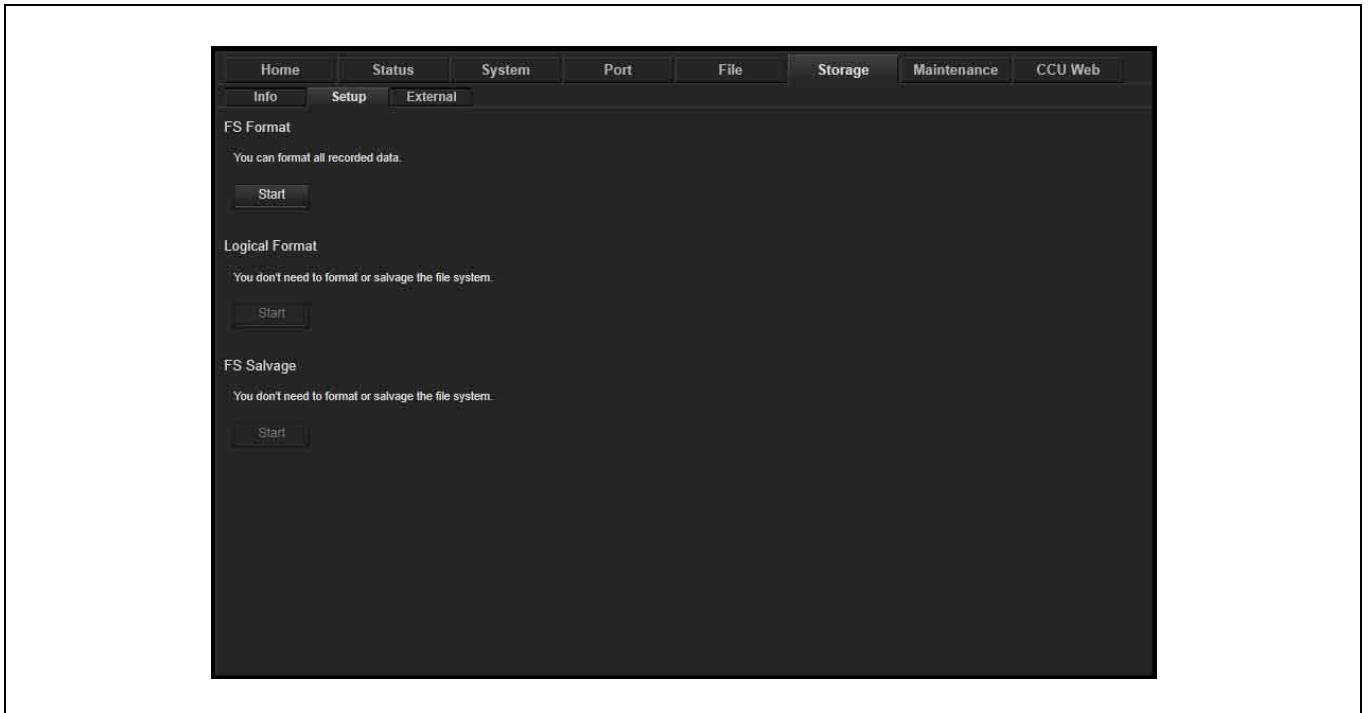 Home Status System Port File Storage Maintenance CCU Web
Info Setup External
FS Format
You can format all recorded data.
Start
Logical Format
You don't need to format or salvage the file system.
Start
FS Salvage
You don't need to format or salvage the file system.
Start